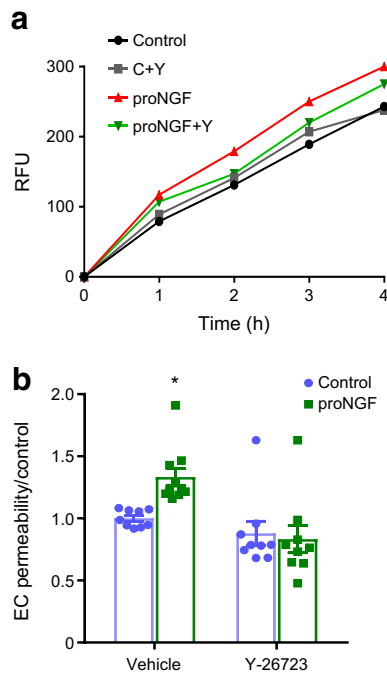 a
Control
C+Y
proNGF
proNGF+Y
300
200
100
0
RFU
0 1 2 3 4
Time (h)
b
Control
proNGF
*
2.0
1.5
1.0
0.5
0
EC permeability/control
Vehicle Y-26723